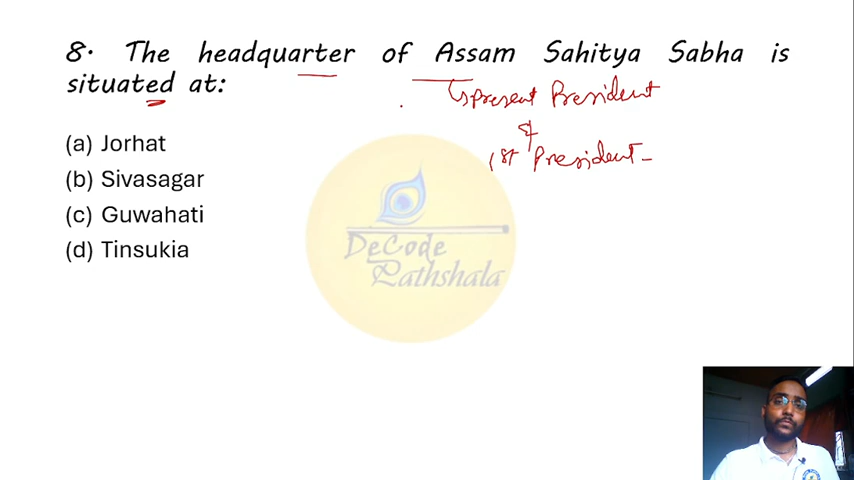 8. The headquarter of Assam Sahitya Sabha is
situated at:
↳ present President
&
1st President -
(a) Jorhat
(b) Sivasagar
(c) Guwahati
(d) Tinsukia
DeCode
Pathshala